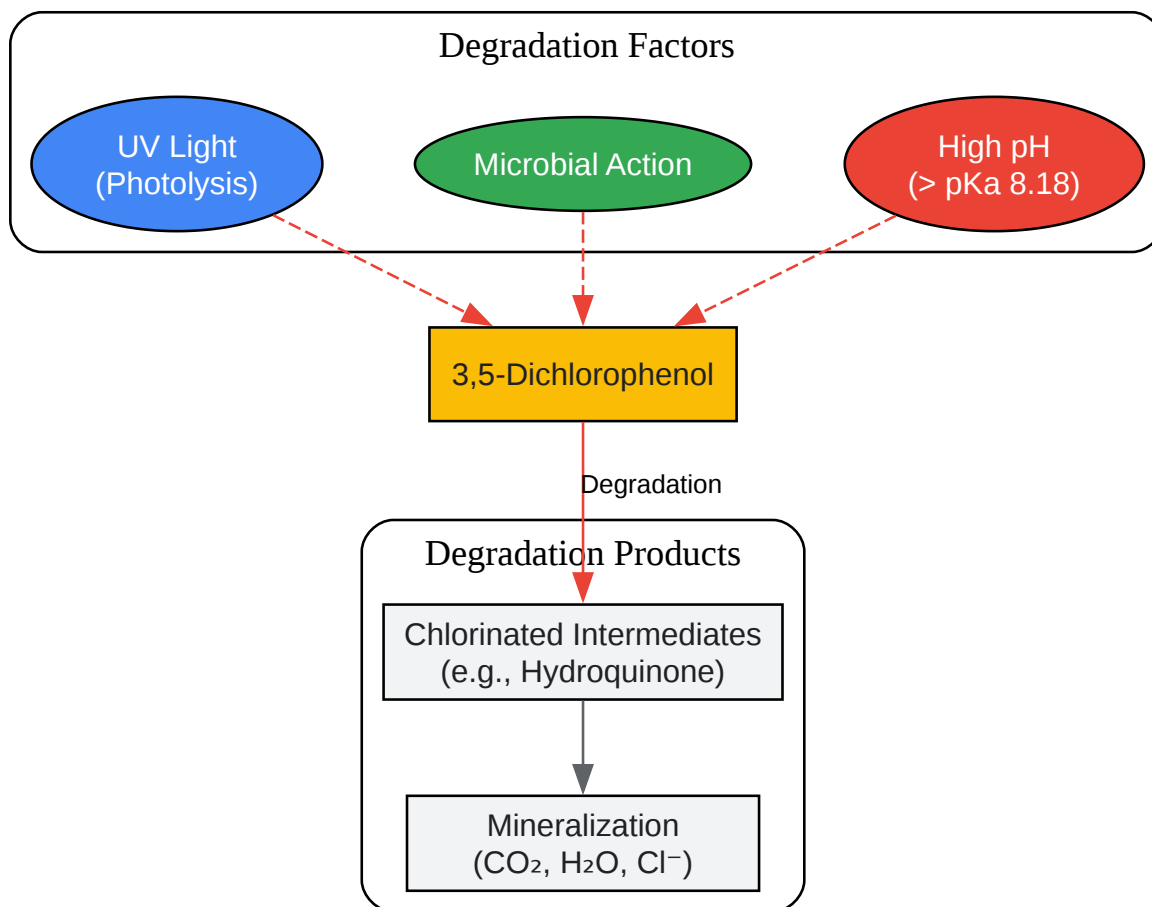 Degradation Factors
UV Light
(Photolysis)
Microbial Action
High pH
(> pKa 8.18)
3,5-Dichlorophenol
Degradation
Degradation Products
Chlorinated Intermediates
(e.g., Hydroquinone)
Mineralization
(CO₂, H₂O, Cl⁻)